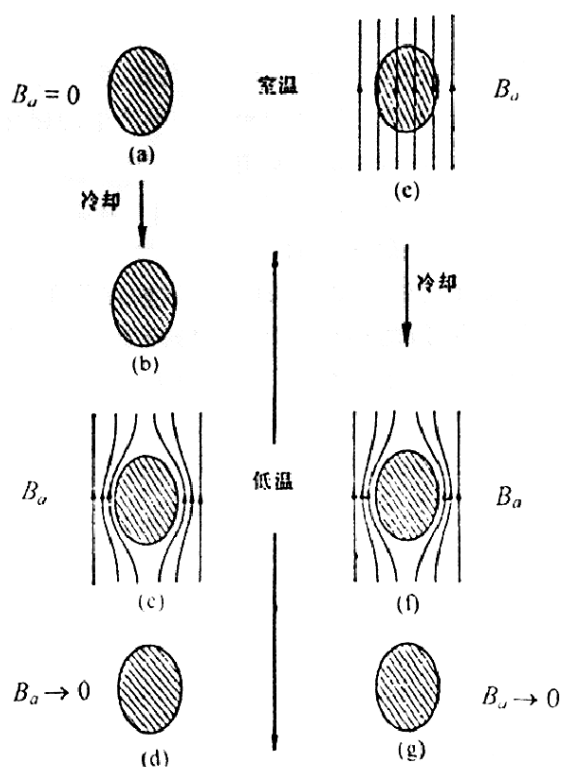 B_a = 0
(a)
室温
B_a
(e)
冷却
冷却
(b)
B_a
低温
B_a
(c)
(f)
B_a → 0
B_a → 0
(d)
(g)